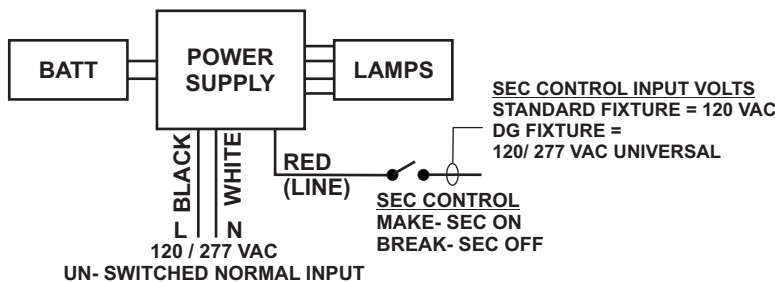 BATT
POWER
SUPPLY
LAMPS
SEC CONTROL INPUT VOLTS
STANDARD FIXTURE = 120 VAC
DG FIXTURE =
120/ 277 VAC UNIVERSAL
BLACK
WHITE
RED
(LINE)
SEC CONTROL
MAKE- SEC ON
BREAK- SEC OFF
L N
120 / 277 VAC
UN- SWITCHED NORMAL INPUT